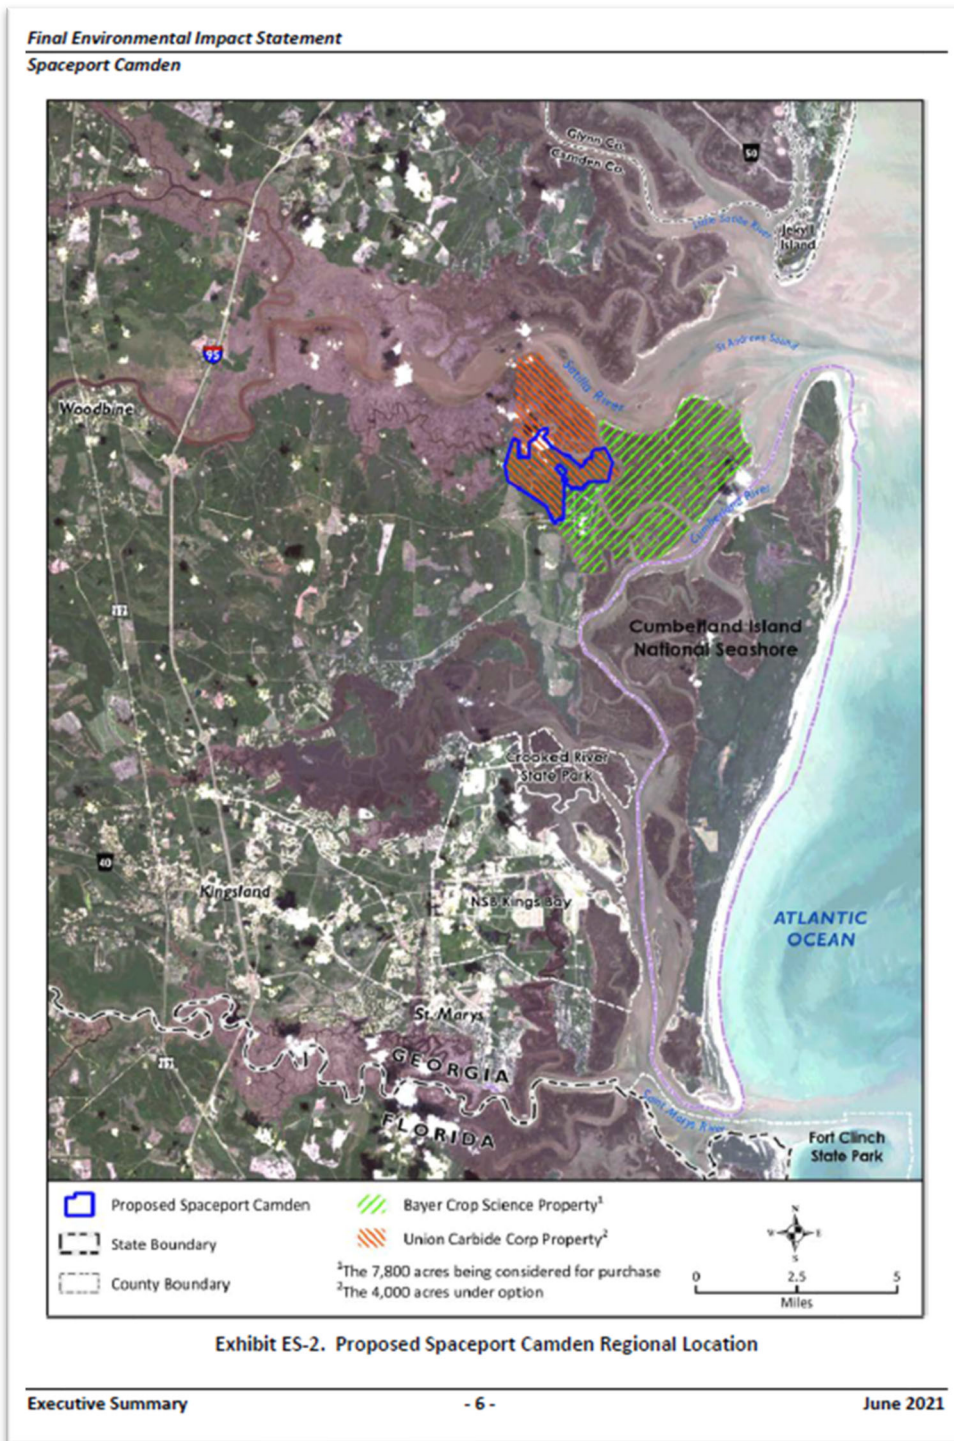 Final Environmental Impact Statement
Spaceport Camden
Glynn Co.
Camden Co.
50
Little Satilla River
Jekyll
Island
St Andrews Sound
95
Satilla River
Woodbine
Cumberland River
Cumberland Island
National Seashore
Crooked River
State Park
40
Kingsland
NSB Kings Bay
ATLANTIC
OCEAN
St. Marys
GEORGIA
FLORIDA
Saint Marys River
Fort Clinch
State Park
Proposed Spaceport Camden
State Boundary
County Boundary
Bayer Crop Science Property1
Union Carbide Corp Property2
1The 7,800 acres being considered for purchase
2The 4,000 acres under option
N
W
E
S
0
2.5
5
Miles
Exhibit ES-2. Proposed Spaceport Camden Regional Location
Executive Summary
- 6 -
June 2021